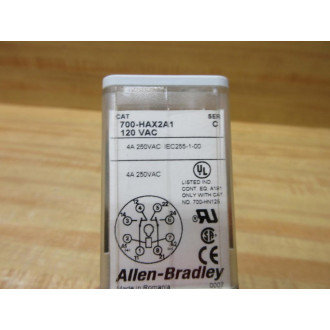 CAT
SER
700-HAX2A1
C
120 VAC
4A 250VAC IEC255-1-00
4A 250VAC
UL
LISTED IND.
CONT. EQ.
ONLY WITH CAT
NO. 700-HN125
Allen-Bradley
Made in Romania